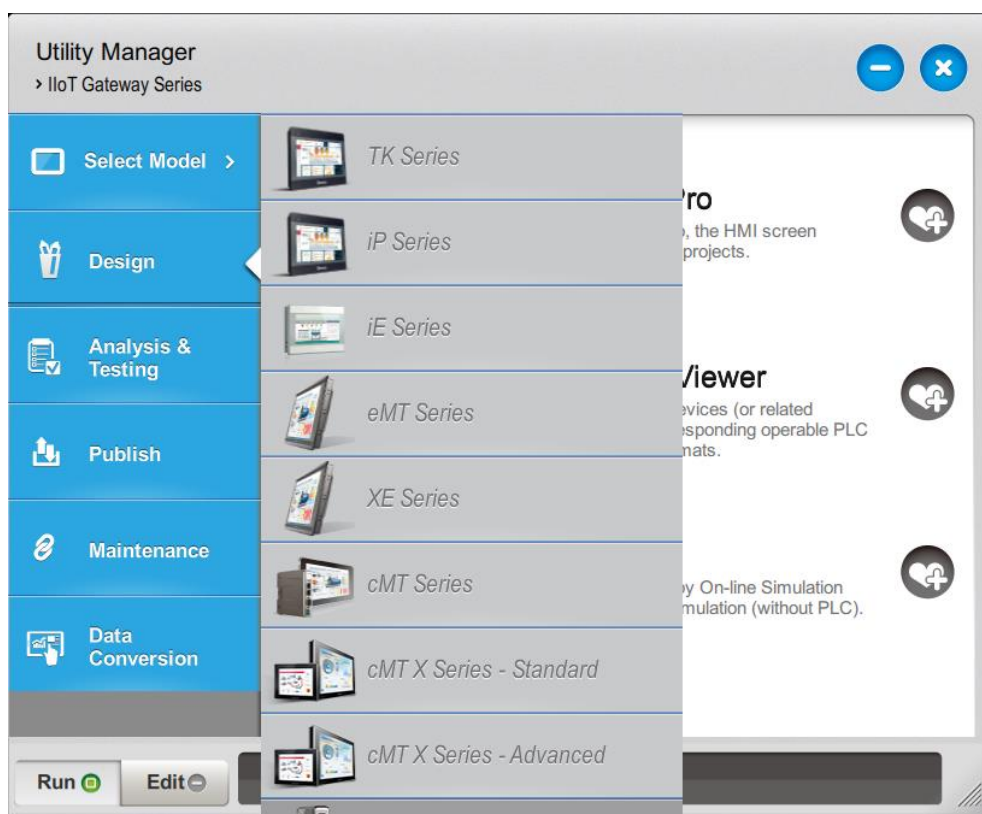 Utility Manager
> IIoT Gateway Series
Select Model >
Design
Analysis &
Testing
Publish
Maintenance
Data
Conversion
TK Series
iP Series
iE Series
eMT Series
XE Series
cMT Series
cMT X Series - Standard
cMT X Series - Advanced
ro
, the HMI screen
projects.
Viewer
evices (or related
esponding operable PLC
mats.
by On-line Simulation
mulation (without PLC).
Run
Edit